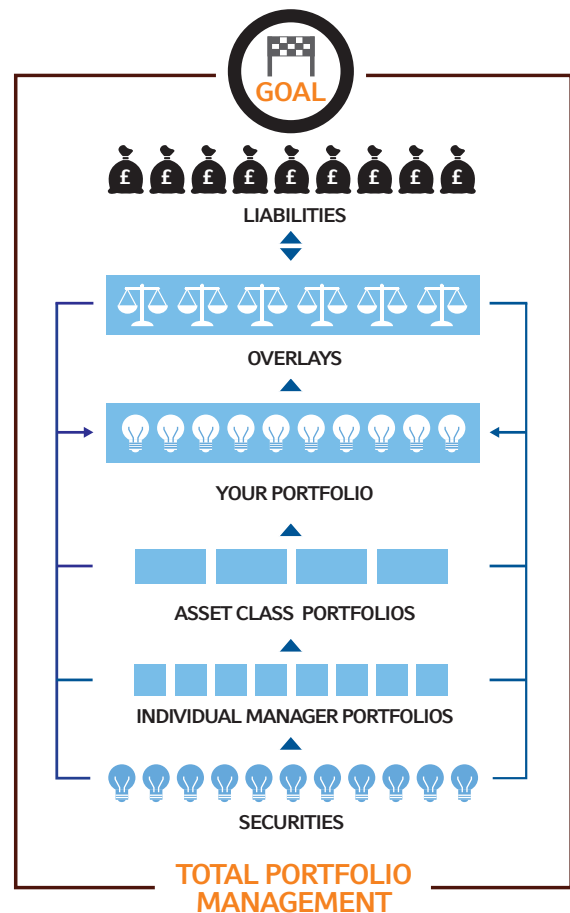 GOAL
£ £ £ £ £ £ £ £ £
LIABILITIES
OVERLAYS
YOUR PORTFOLIO
ASSET CLASS PORTFOLIOS
INDIVIDUAL MANAGER PORTFOLIOS
SECURITIES
TOTAL PORTFOLIO
MANAGEMENT